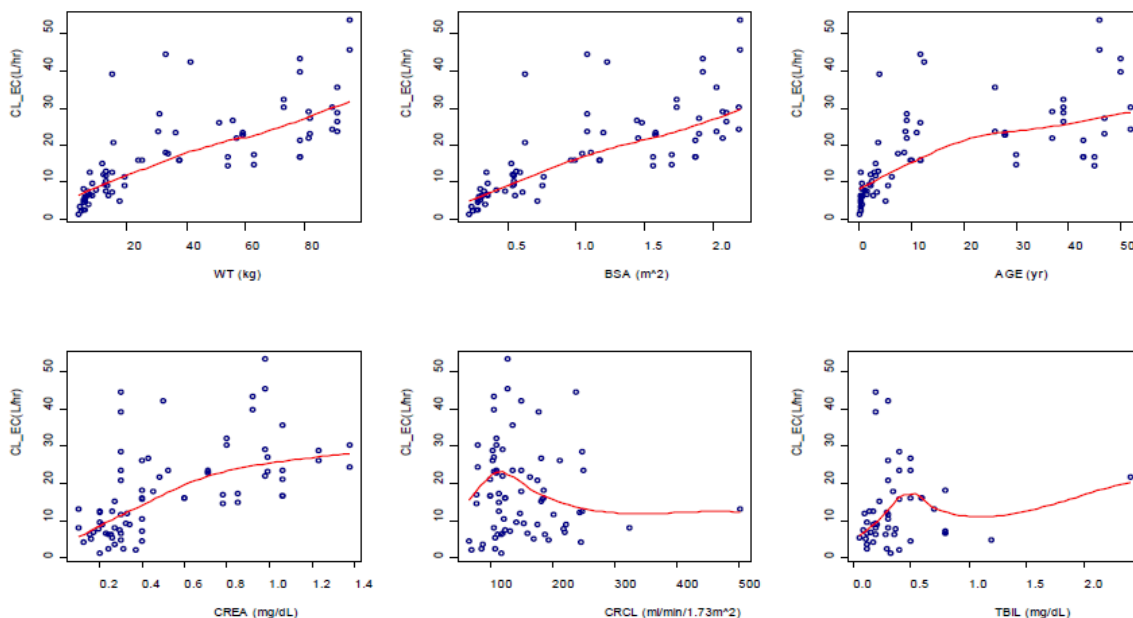 CL_EC(L/hr)
0 10 20 30 40 50
20 40 60 80
WT (kg)
CL_EC(L/hr)
0 10 20 30 40 50
0.5 1.0 1.5 2.0
BSA (m^2)
CL_EC(L/hr)
0 10 20 30 40 50
0 10 20 30 40 50
AGE (yr)
CL_EC(L/hr)
0 10 20 30 40 50
0.2 0.4 0.6 0.8 1.0 1.2 1.4
CREA (mg/dL)
CL_EC(L/hr)
0 10 20 30 40 50
100 200 300 400 500
CRCL (ml/min/1.73m^2)
CL_EC(L/hr)
0 10 20 30 40 50
0.0 0.5 1.0 1.5 2.0
TBIL (mg/dL)